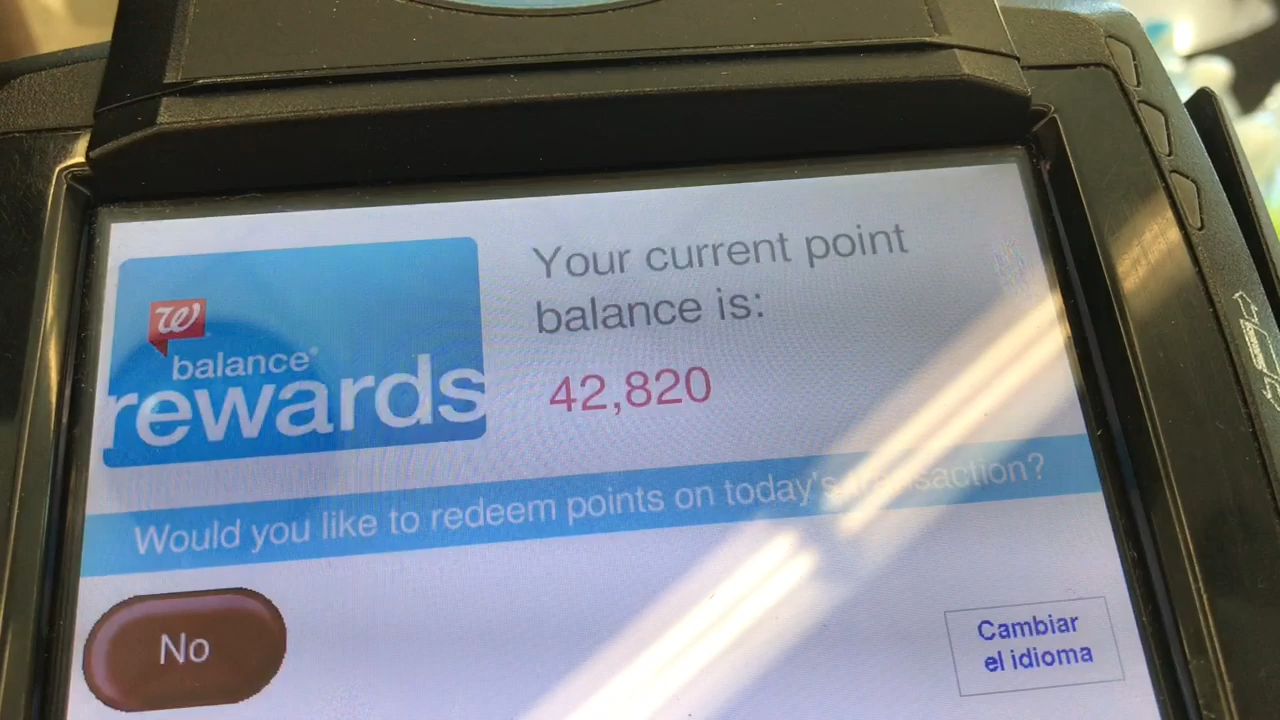 Your current point
balance is:
42,820
W
balance®
rewards
Would you like to redeem points on today's transaction?
No
Cambiar
el idioma